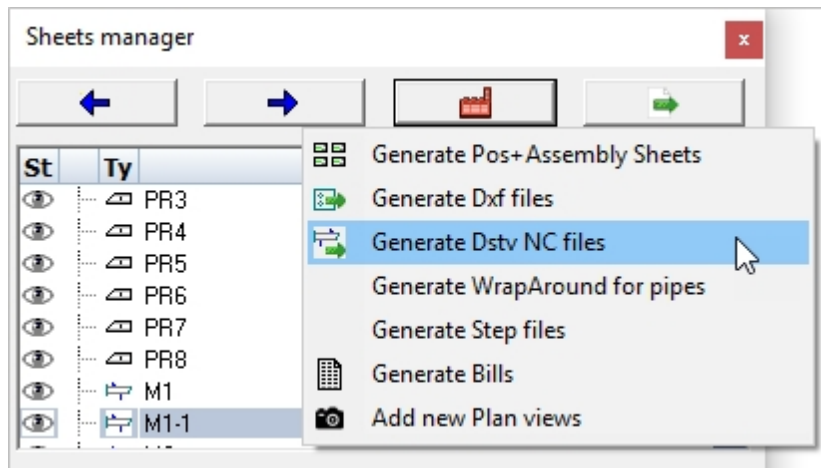 Sheets manager
x
St Ty
PR3
PR4
PR5
PR6
PR7
PR8
M1
M1-1
Generate Pos+Assembly Sheets
Generate Dxf files
Generate Dstv NC files
Generate WrapAround for pipes
Generate Step files
Generate Bills
Add new Plan views